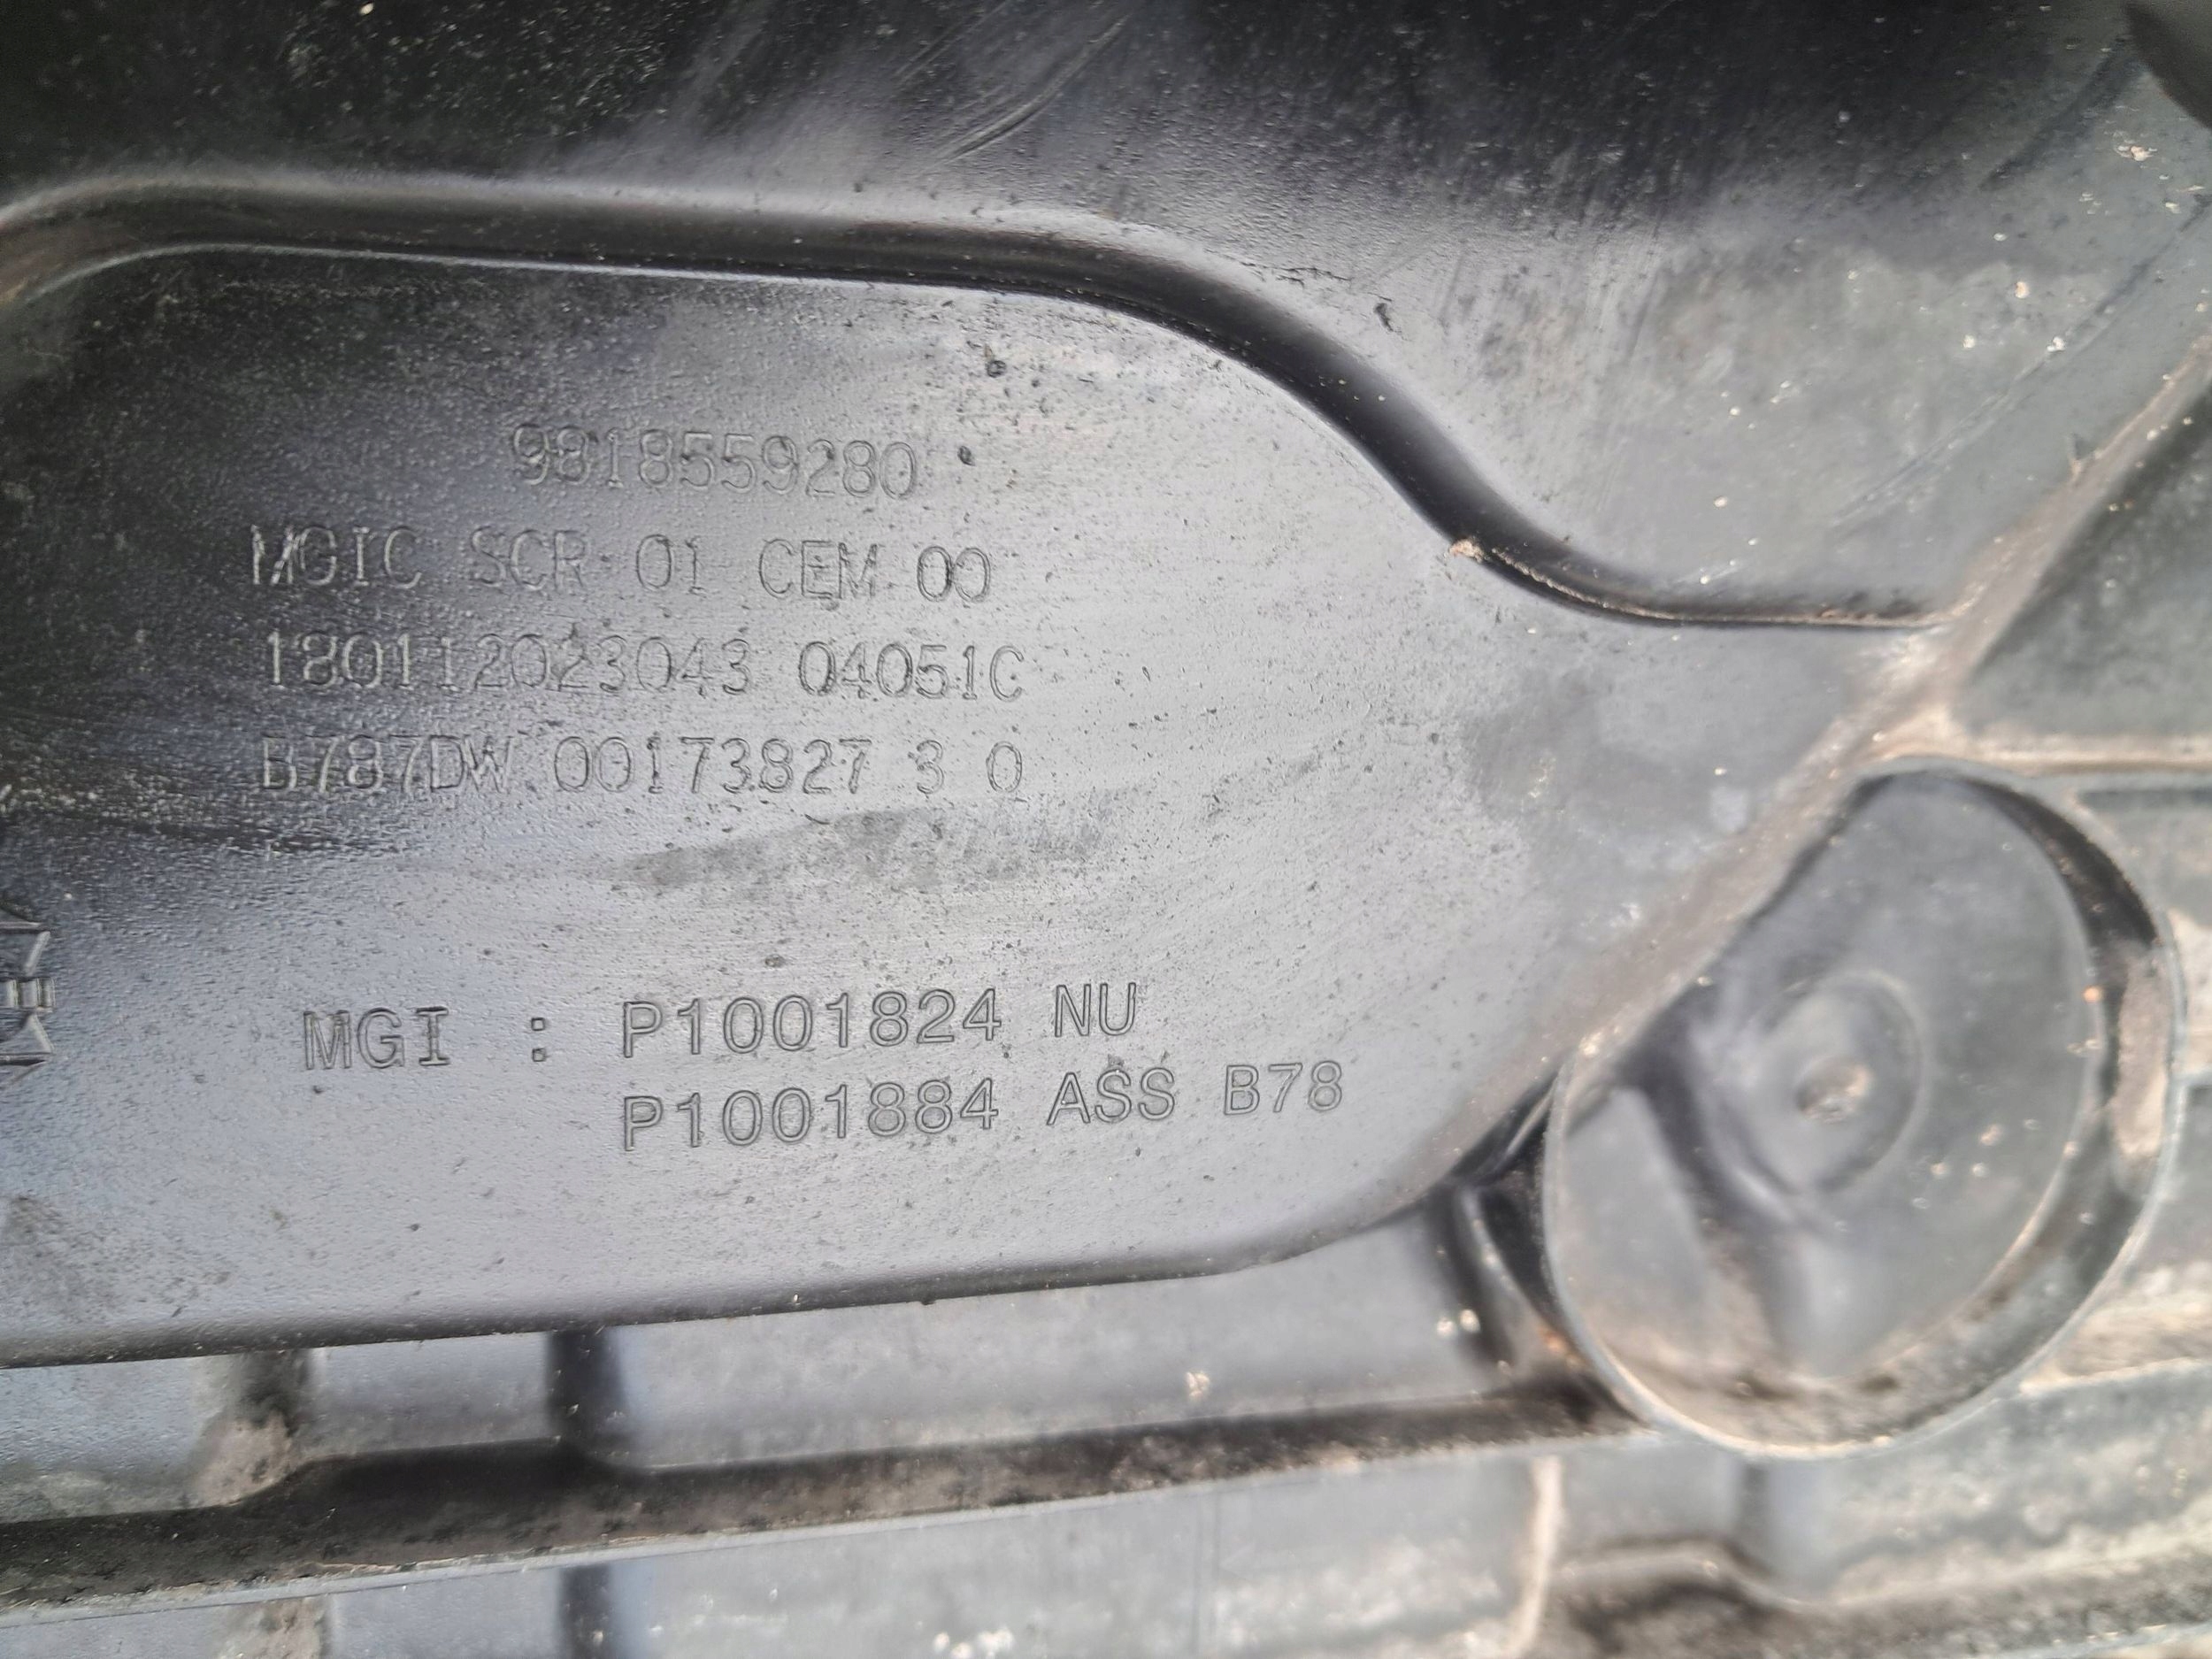 9818559280
MGIC SCR 01 CEM 00
180112023043 04051C
B787DW 00173827 3 0
MGI : P1001824 NU
P1001884 ASS B78